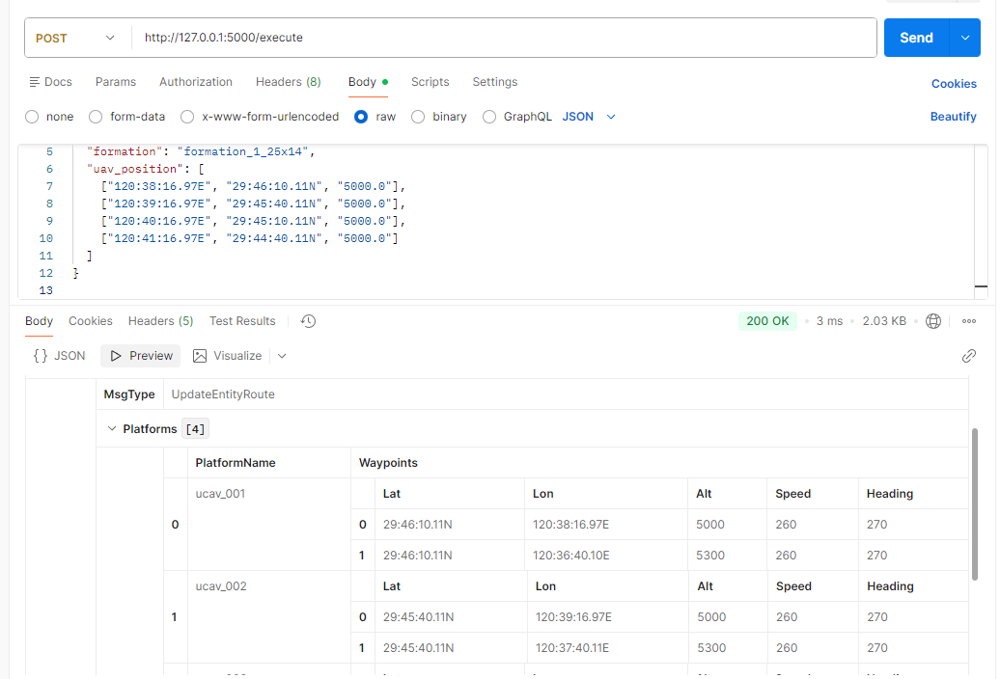 POST http://127.0.0.1:5000/execute Send
Docs Params Authorization Headers (8) Body Scripts Settings Cookies
none form-data x-www-form-urlencoded raw binary GraphQL JSON Beautify
5 "formation": "formation_1_25x14",
6 "uav_position": [
7 ["120:38:16.97E", "29:46:10.11N", "5000.0"],
8 ["120:39:16.97E", "29:45:40.11N", "5000.0"],
9 ["120:40:16.97E", "29:45:10.11N", "5000.0"],
10 ["120:41:16.97E", "29:44:40.11N", "5000.0"]
11 ]
12 }
13
Body Cookies Headers (5) Test Results 200 OK • 3 ms • 2.03 KB •
{} JSON Preview Visualize
MsgType UpdateEntityRoute
Platforms [4]
PlatformName Waypoints
ucav_001 Lat Lon Alt Speed Heading
0 0 29:46:10.11N 120:38:16.97E 5000 260 270
1 29:46:10.11N 120:36:40.10E 5300 260 270
ucav_002 Lat Lon Alt Speed Heading
1 0 29:45:40.11N 120:39:16.97E 5000 260 270
1 29:45:40.11N 120:37:40.11E 5300 260 270